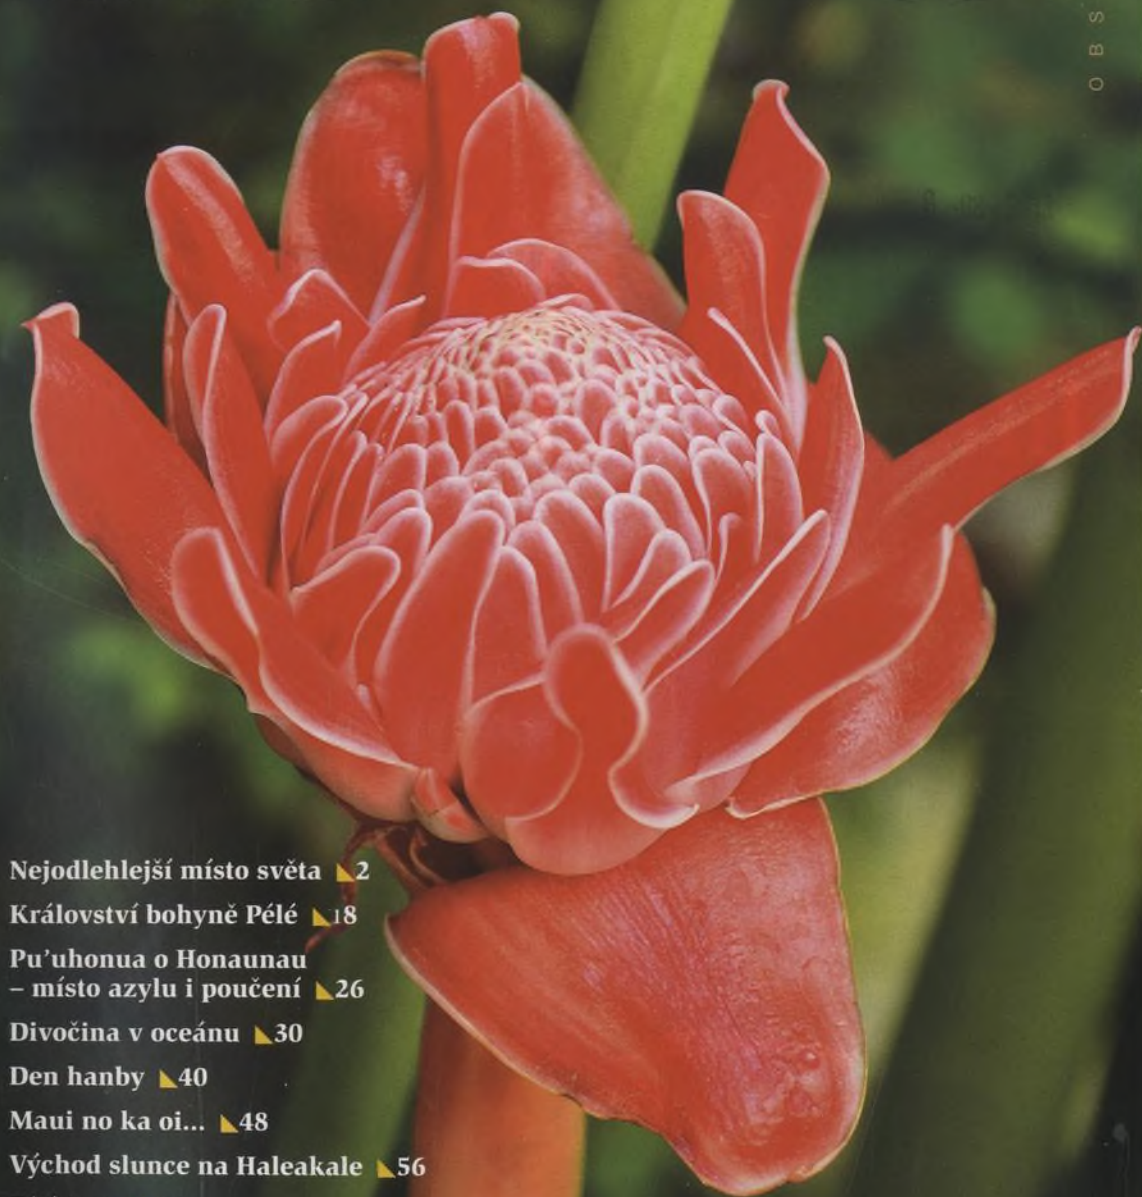 OBS
Nejodlehlejší místo světa 2
Království bohyně Pélé 18
Pu'uhonua o Honaunau
– místo azylu i poučení 26
Divočina v oceánu 30
Den hanby 40
Maui no ka oi... 48
Východ slunce na Haleakale 56